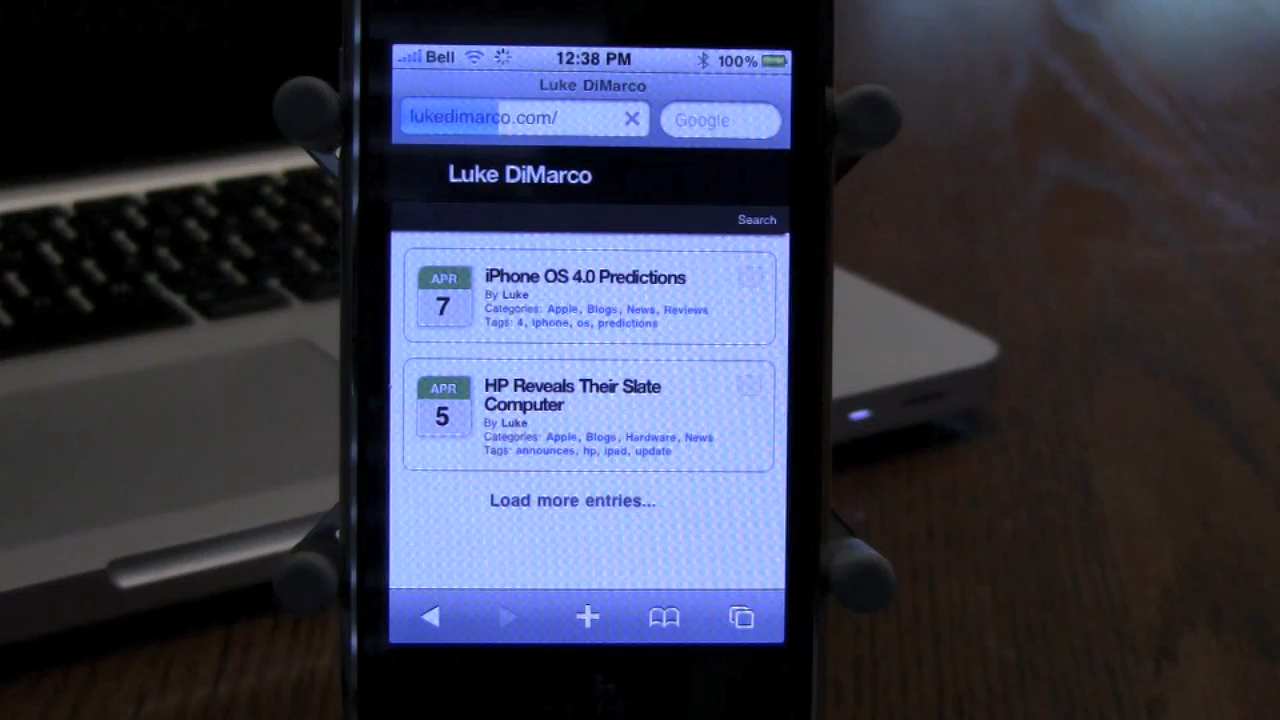 Bell 12:38 PM 100%
Luke DiMarco
lukedimarco.com/ Google
Luke DiMarco
Search
APR
7
iPhone OS 4.0 Predictions
By Luke
Categories: Apple, Blogs, News, Reviews
Tags: 4, iphone, os, predictions
APR
5
HP Reveals Their Slate
Computer
By Luke
Categories: Apple, Blogs, Hardware, News
Tags: announces, hp, ipad, update
Load more entries...